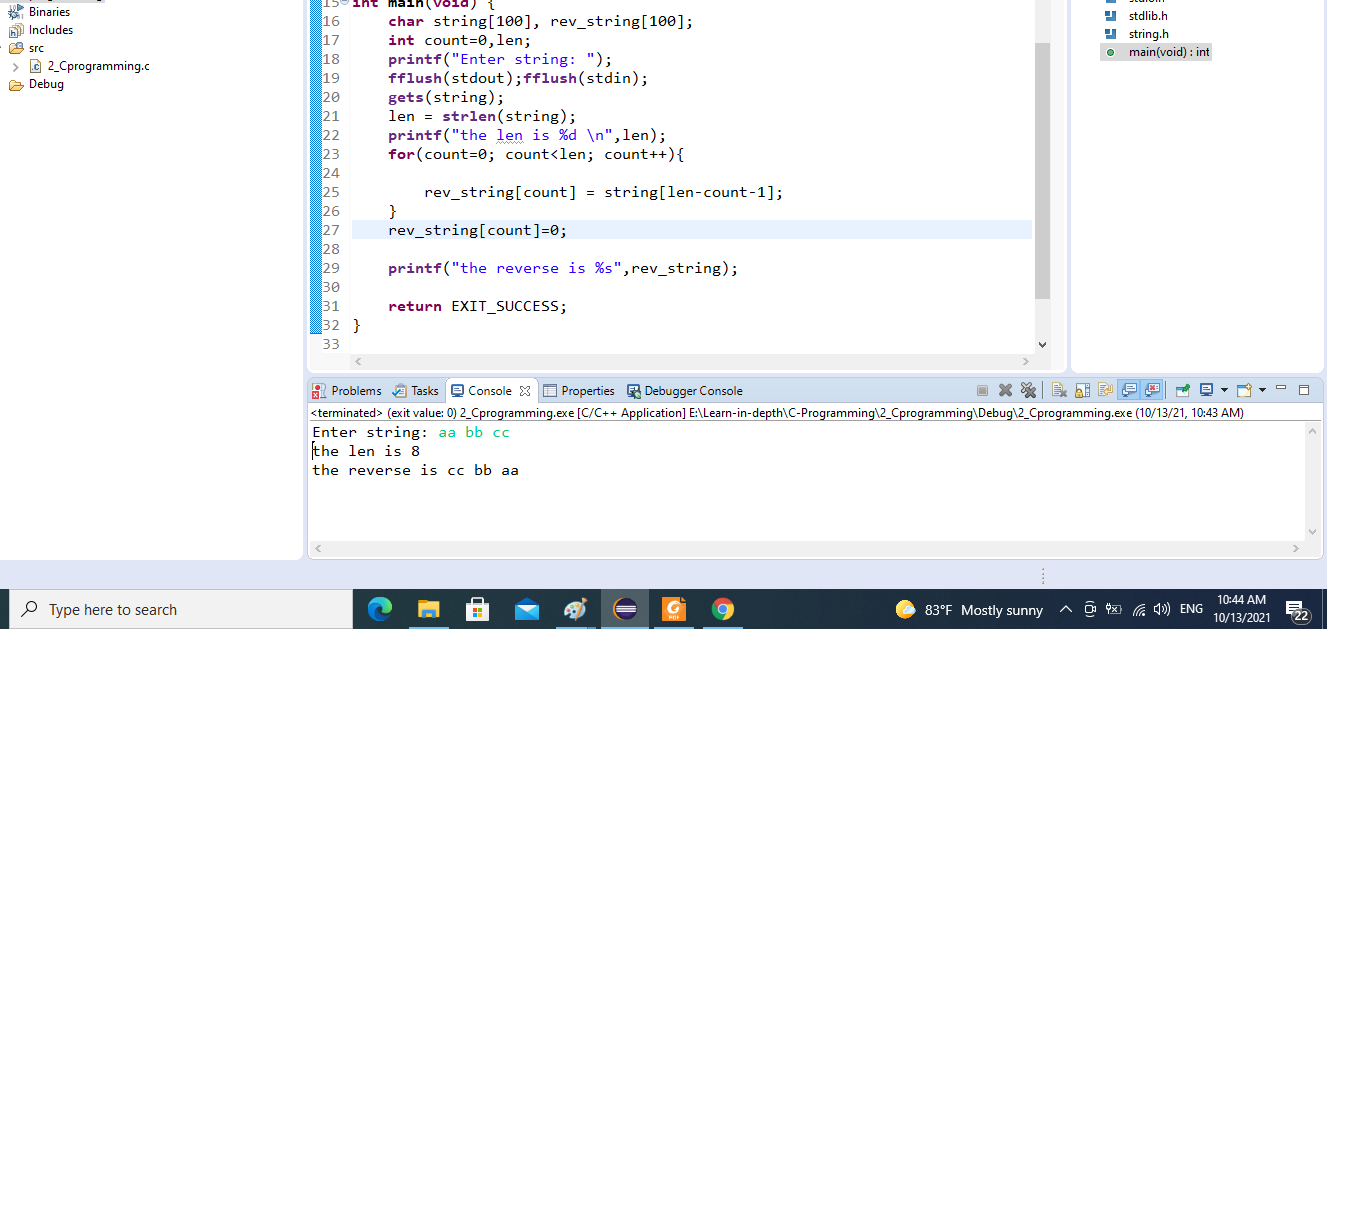 Binaries
Includes
src
2_Cprogramming.c
Debug
15 int main(void) {
16 char string[100], rev_string[100];
17 int count=0,len;
18 printf("Enter string: ");
19 fflush(stdout);fflush(stdin);
20 gets(string);
21 len = strlen(string);
22 printf("the len is %d \n",len);
23 for(count=0; count<len; count++){
24
25 rev_string[count] = string[len-count-1];
26 }
27 rev_string[count]=0;
28
29 printf("the reverse is %s",rev_string);
30
31 return EXIT_SUCCESS;
32 }
33
stdlib.h
string.h
main(void) : int
Problems Tasks Console Properties Debugger Console
<terminated> (exit value: 0) 2_Cprogramming.exe [C/C++ Application] E:\Learn-in-depth\C-Programming\2_Cprogramming\Debug\2_Cprogramming.exe (10/13/21, 10:43 AM)
Enter string: aa bb cc
the len is 8
the reverse is cc bb aa
Type here to search
83°F Mostly sunny
ENG
10:44 AM
10/13/2021
22